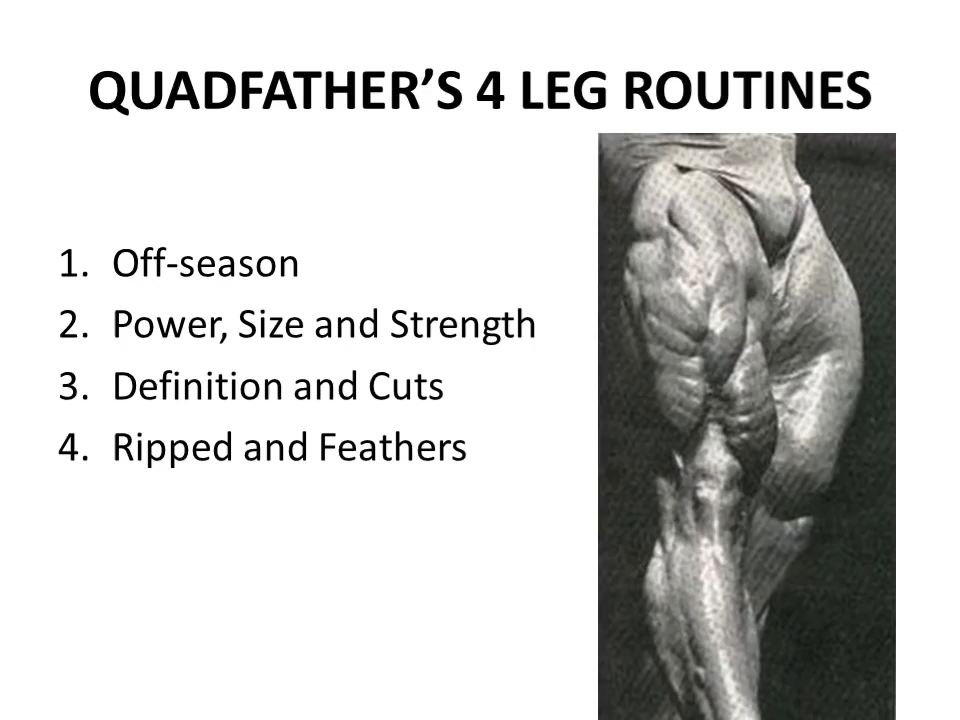 QUADFATHER’S 4 LEG ROUTINES
1. Off-season
2. Power, Size and Strength
3. Definition and Cuts
4. Ripped and Feathers